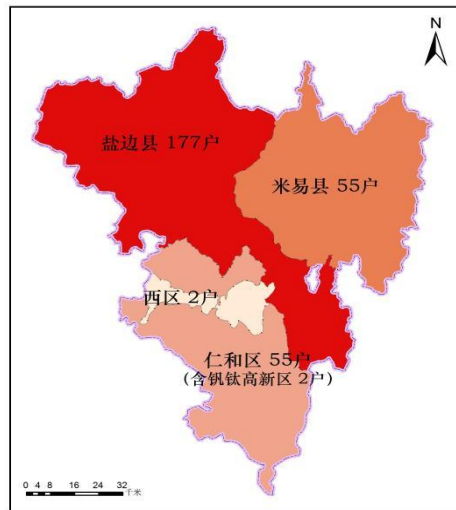 N
盐边县 177户
米易县 55户
西区 2户
仁和区 55户
(含钒钛高新区 2户)
0 4 8 16 24 32
千米